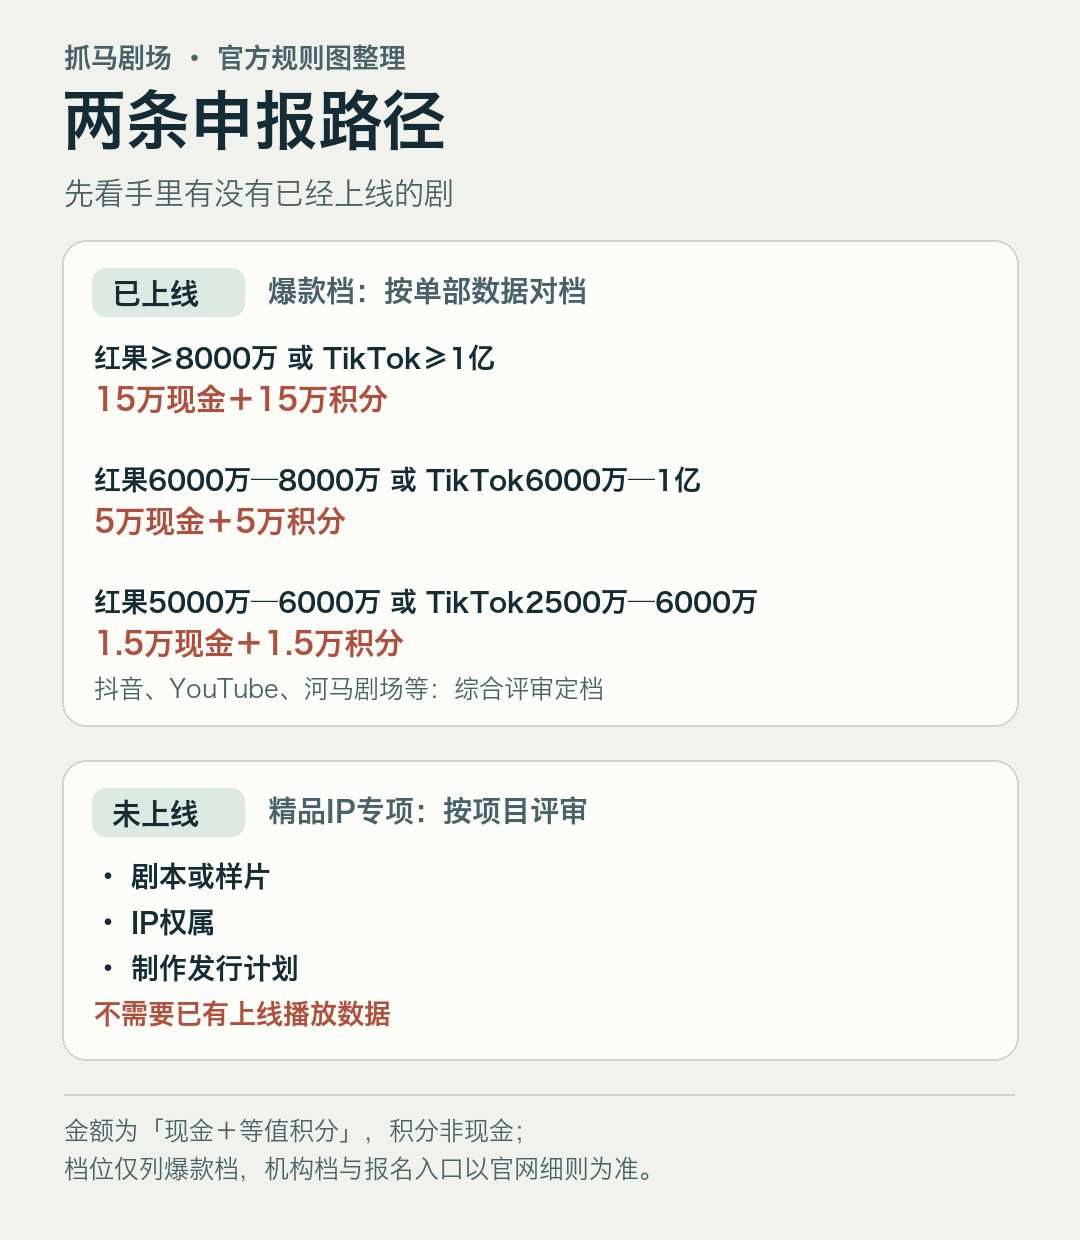 抓马剧场 · 官方规则图整理
两条申报路径
先看手里有没有已经上线的剧
已上线 爆款档：按单部数据对档
红果≥8000万 或 TikTok≥1亿
15万现金＋15万积分
红果6000万—8000万 或 TikTok6000万—1亿
5万现金＋5万积分
红果5000万—6000万 或 TikTok2500万—6000万
1.5万现金＋1.5万积分
抖音、YouTube、河马剧场等：综合评审定档
未上线 精品IP专项：按项目评审
· 剧本或样片
· IP权属
· 制作发行计划
不需要已有上线播放数据
金额为「现金＋等值积分」，积分非现金；
档位仅列爆款档，机构档与报名入口以官网细则为准。